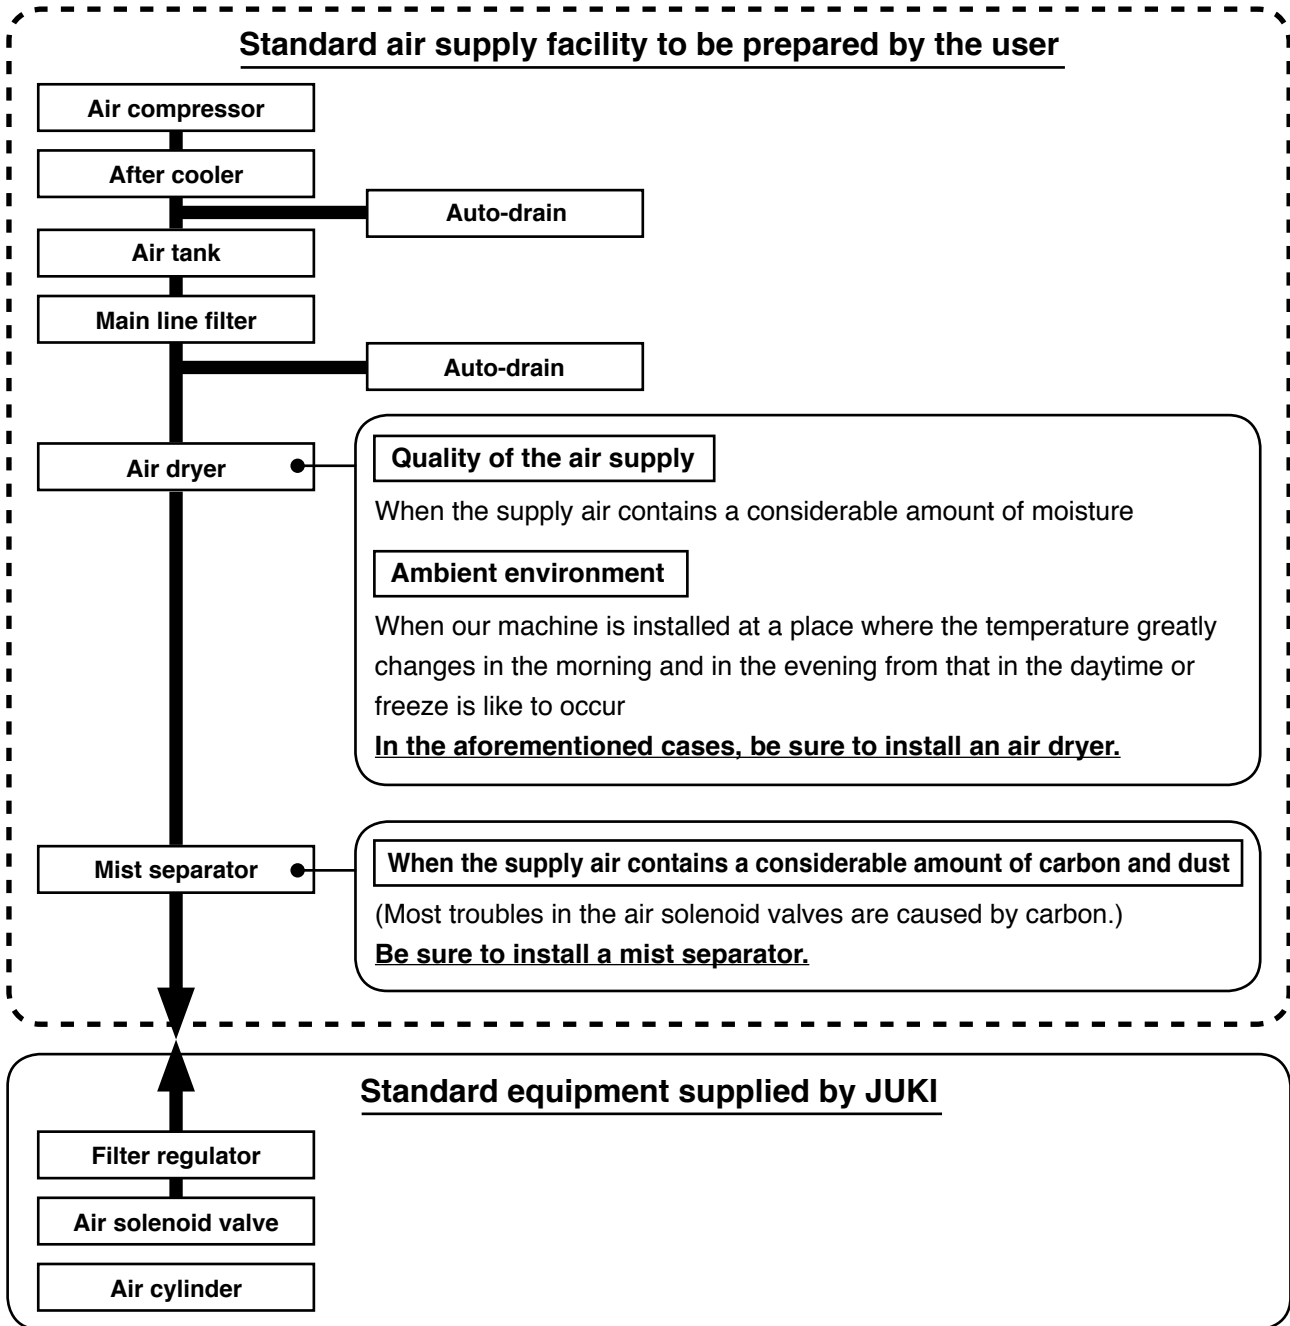 Standard air supply facility to be prepared by the user
Air compressor
After cooler
Auto-drain
Air tank
Main line filter
Auto-drain
Air dryer
Quality of the air supply
When the supply air contains a considerable amount of moisture
Ambient environment
When our machine is installed at a place where the temperature greatly
changes in the morning and in the evening from that in the daytime or
freeze is like to occur
In the aforementioned cases, be sure to install an air dryer.
Mist separator
When the supply air contains a considerable amount of carbon and dust
(Most troubles in the air solenoid valves are caused by carbon.)
Be sure to install a mist separator.
Standard equipment supplied by JUKI
Filter regulator
Air solenoid valve
Air cylinder